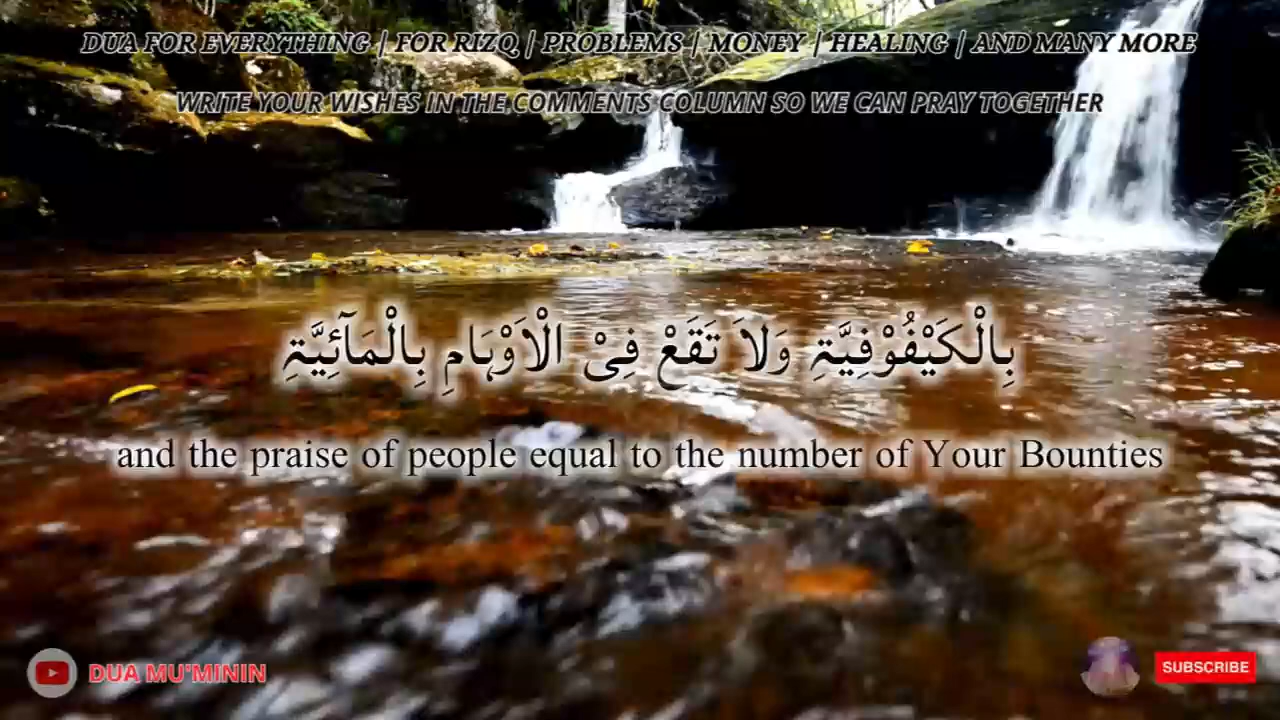 DUA FOR EVERYTHING | FOR RIZQ | PROBLEMS | MONEY | HEALING | AND MANY MORE
WRITE YOUR WISHES IN THE COMMENTS COLUMN SO WE CAN PRAY TOGETHER
بِالْكَيْفُوْفِيَّۃِ وَلاَ تَقَعْ فِیْ الْاَوْہَامِ بِالْمَآئِيَّۃِ
and the praise of people equal to the number of Your Bounties
DUA MU'MININ
SUBSCRIBE